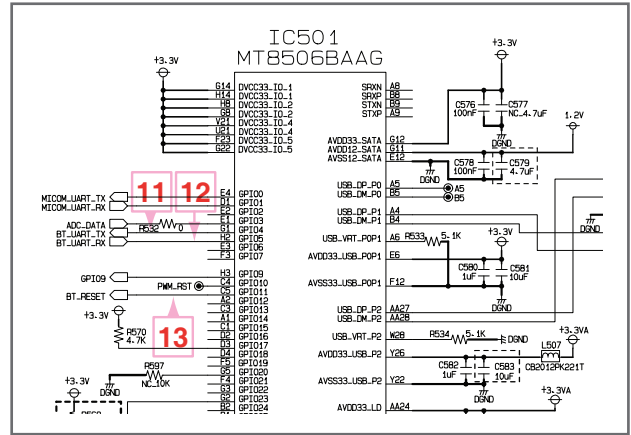 IC501
MT8506BAAG
+3.3V
+3.3V
G14 DVCC33_IO_1
H14 DVCC33_IO_1
H8 DVCC33_IO_2
G8 DVCC33_IO_2
V21 DVCC33_IO_4
U21 DVCC33_IO_4
F23 DVCC33_IO_5
G22 DVCC33_IO_5
SRXN A8
SRXP B8
STXN B9
STXP A9
C576
100nF
C577
NC_4.7uF
DGND
1.2V
AVDD33_SATA G12
AVDD12_SATA G11
AVSS12_SATA E12
DGND
C578
100nF
C579
4.7uF
DGND
MICOM_UART_TX E4 GPIO0
MICOM_UART_RX D1 GPIO1
E2 GPIO2
ADC_DATA R532 0 E1 GPIO3
BT_UART_TX G1 GPIO4
BT_UART_RX H2 GPIO5
E3 GPIO6
F3 GPIO7
11
12
USB_DP_P0 A5 A5
USB_DM_P0 B5 B5
USB_DP_P1 A4
USB_DM_P1 B4
DGND
USB_VRT_P0P1 A6 R533 5.1K
+3.3V
AVDD33_USB_P0P1 E6
AVSS33_USB_P0P1 F12
C580
1uF
C581
10uF
DGND
GPIO9 H3 GPIO9
PWM_RST C4 GPIO10
BT_RESET C5 GPIO11
A2 GPIO12
C3 GPIO13
A1 GPIO14
C1 GPIO15
C2 GPIO16
D3 GPIO17
D4 GPIO18
F5 GPIO19
G5 GPIO20
F4 GPIO21
G3 GPIO22
G2 GPIO23
B2 GPIO24
13
+3.3V
R570
4.7K
R597
NC_10K
DGND
+3.3V
USB_DP_P2 AA27
USB_DM_P2 AA28
USB_VRT_P2 W28 R534 5.1K DGND
AVDD33_USB_P2 Y26
AVSS33_USB_P2 Y22
AVDD33_LD AA24
C582
1uF
C583
10uF
DGND
+3.3VA
L507
CB2012PK221T
+3.3VA